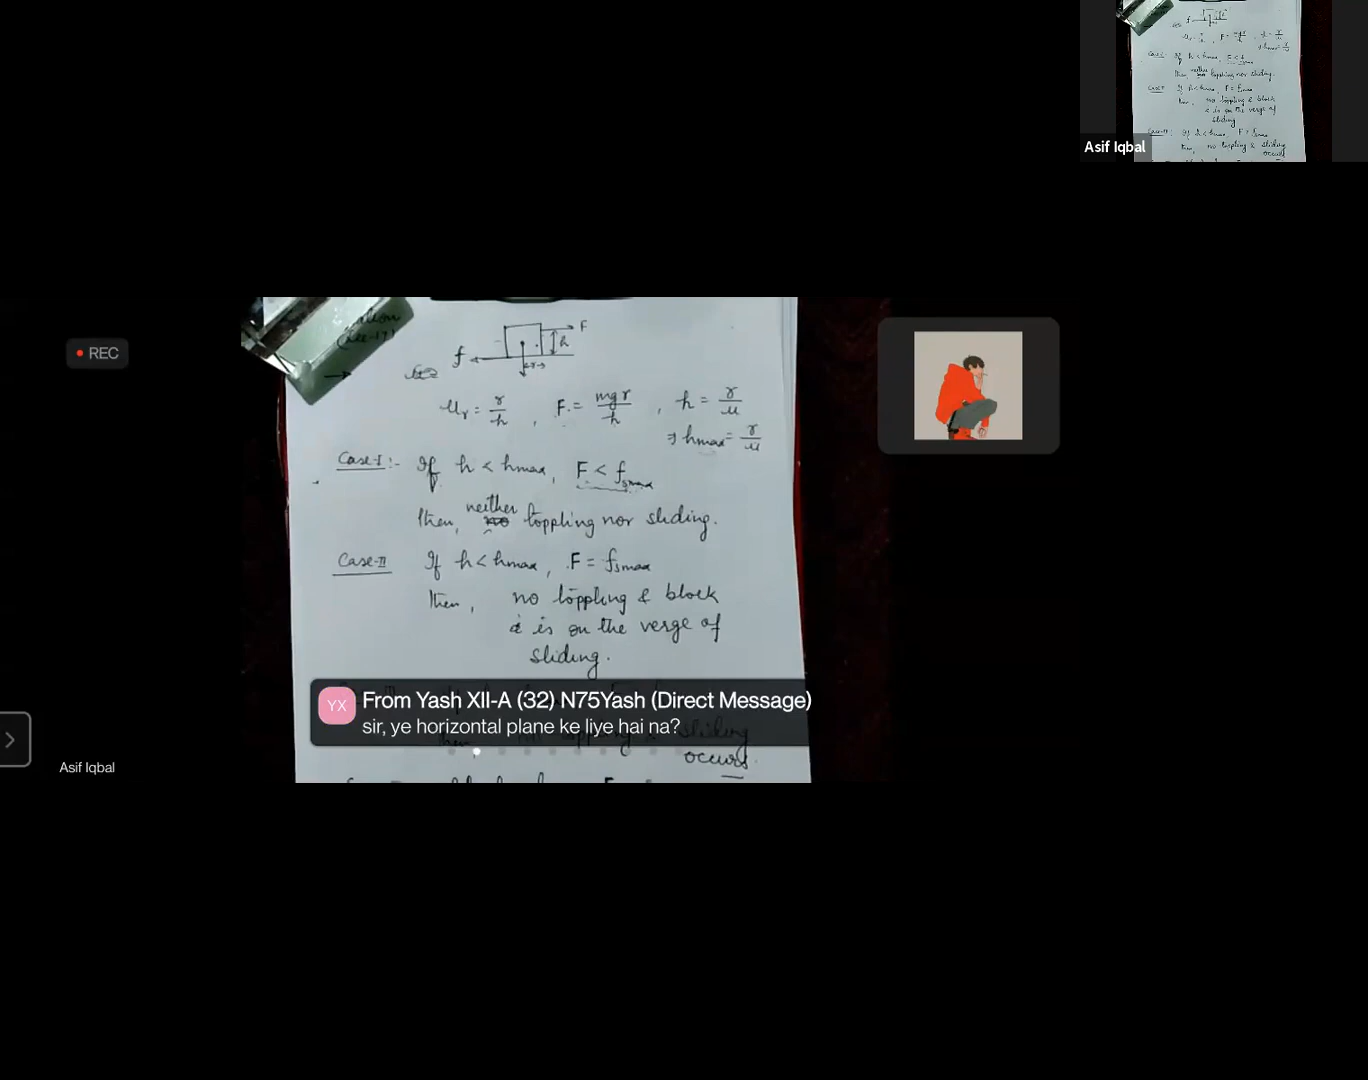 Asif Iqbal
REC
f F h
r
μr = r/h , F = mgr/h , h = r/μ
⇒ hmax = r/μ
Case-I :- If h < hmax, F < fsmax
neither
Then, toppling nor sliding.
Case-II If h < hmax, F = fsmax
Then, no toppling & block
is on the verge of
sliding.
YX From Yash XII-A (32) N75Yash (Direct Message)
sir, ye horizontal plane ke liye hai na?
sliding
occurs.
Asif Iqbal